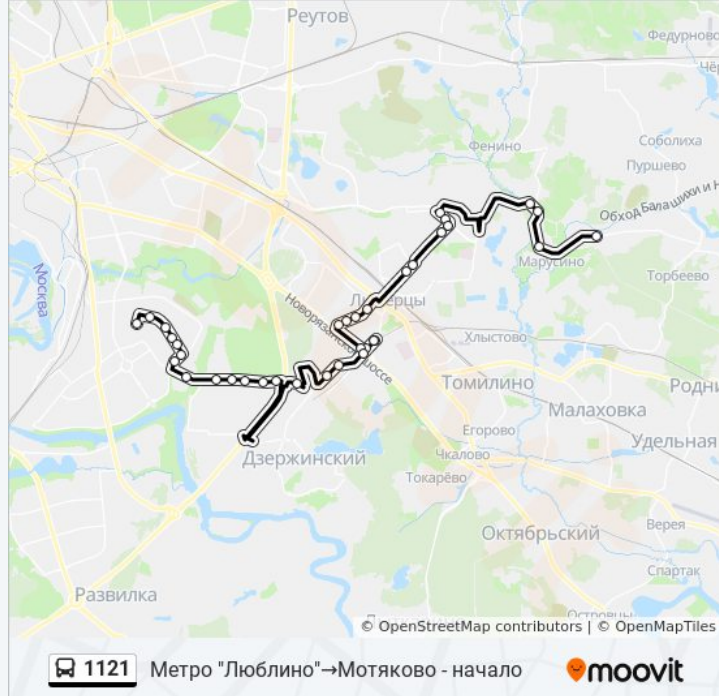 Реутов
Федурново
Фенино
Соболиха
Пуршево
Обход Балашихи и Н
Москва
Марусино
Торбеево
Новорязанское шоссе
Люберцы
Хлыстово
Томилино
Родни
Малаховка
Егорово
Удельная
Чкалово
Дзержинский
Токарёво
Октябрьский
Верея
Спартак
Развилка
Островцы
© OpenStreetMap contributors | © OpenMapTiles
1121 Метро "Люблино"→Мотяково - начало moovit